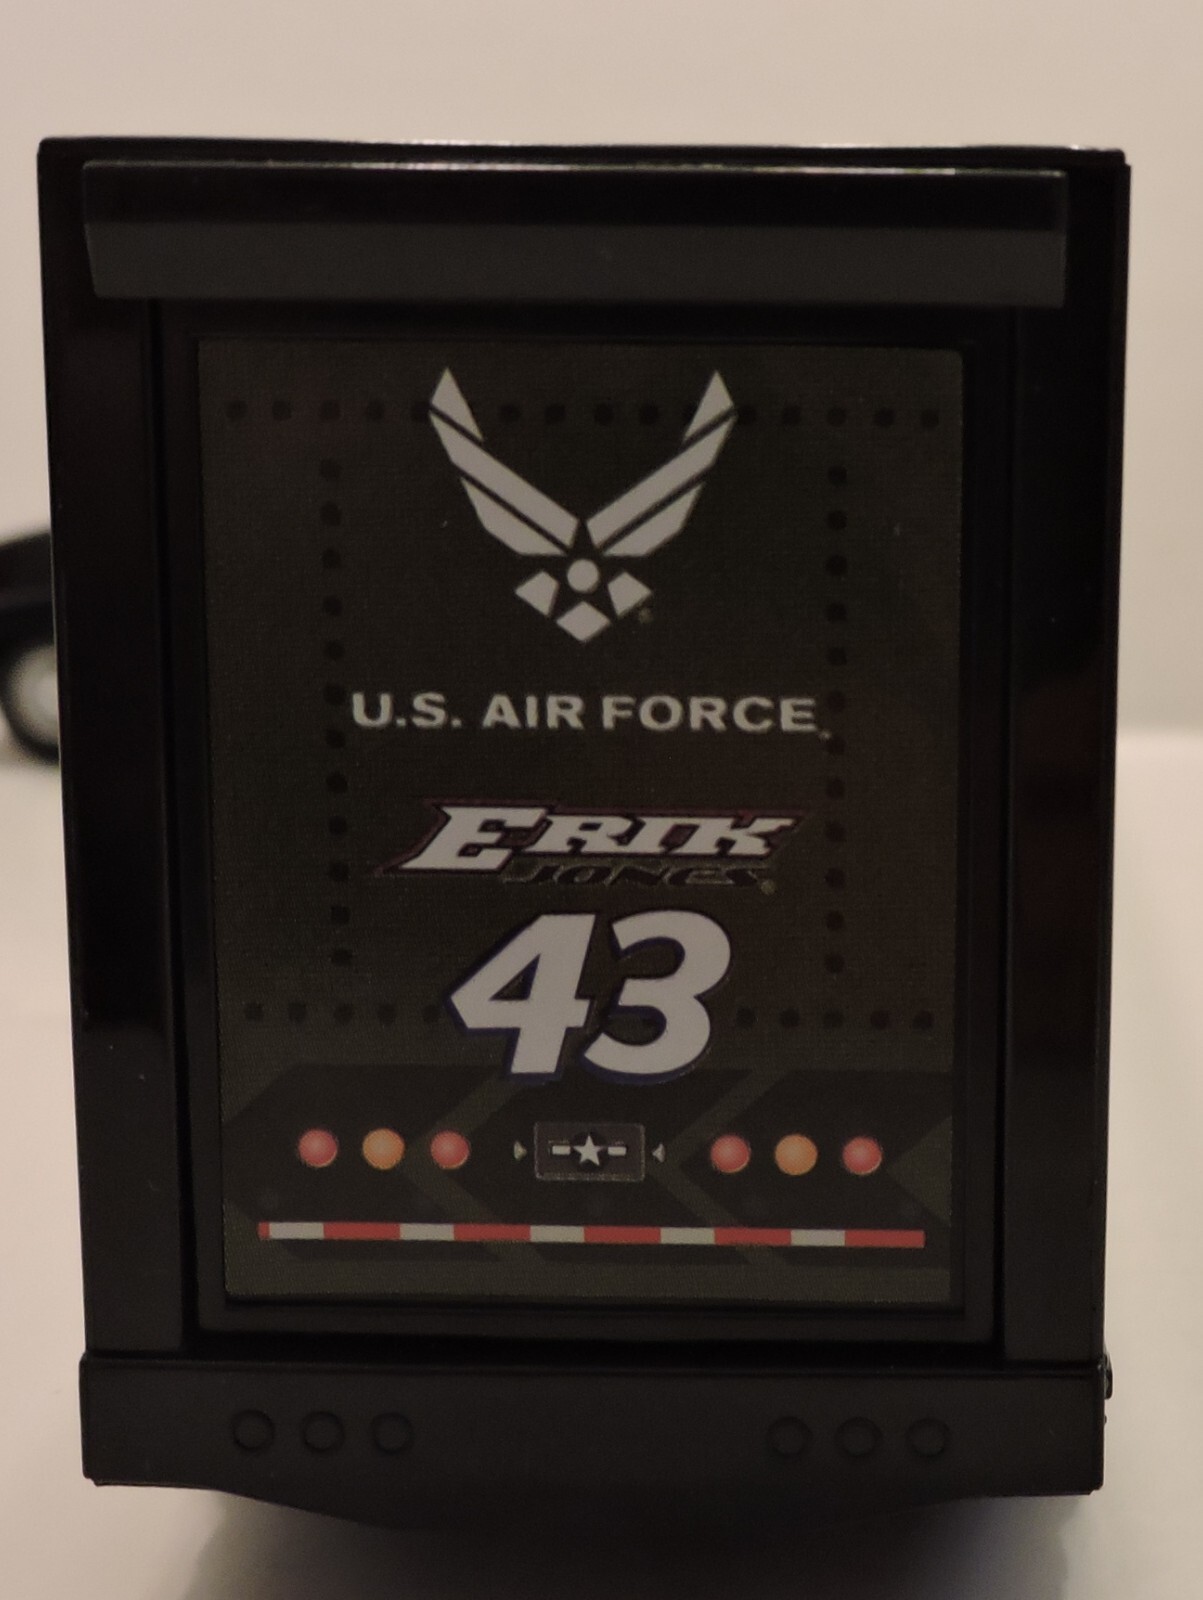 U.S. AIR FORCE
ERIK
JONES
43